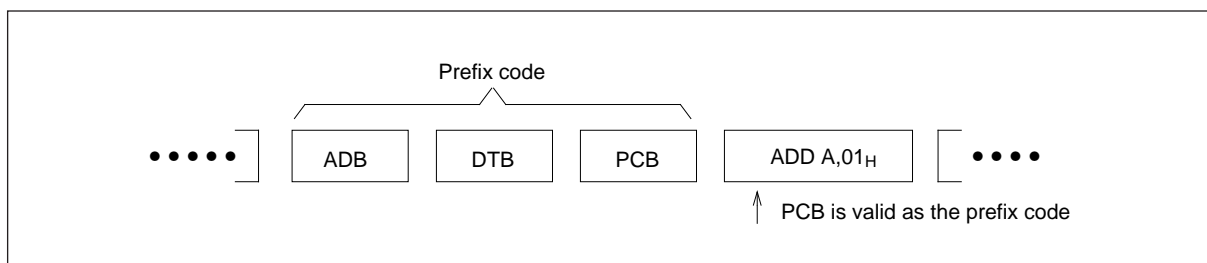 Prefix code
ADB DTB PCB ADD A,01H
PCB is valid as the prefix code